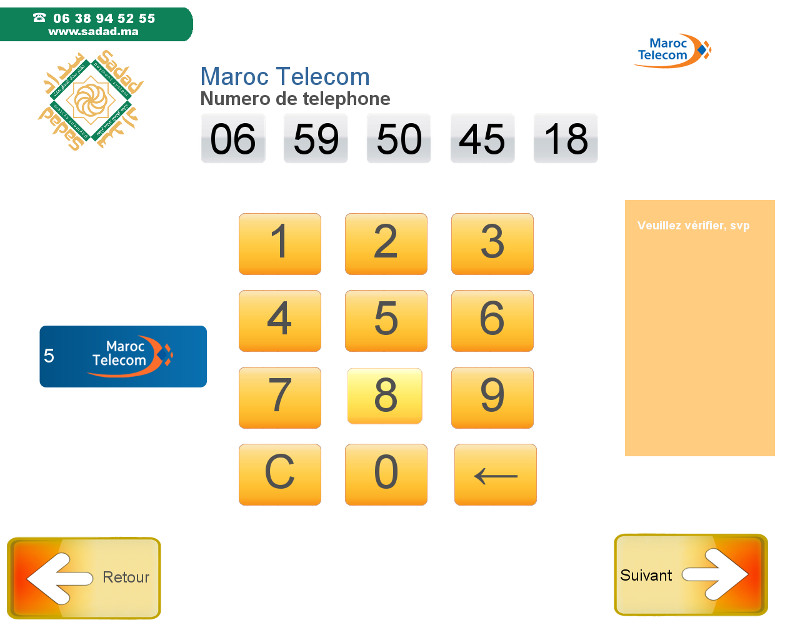 ☎ 06 38 94 52 55
www.sadad.ma
Sadad
سداد
Sadad
سداد
Maroc Telecom
Numero de telephone
06 59 50 45 18
Maroc
Telecom
1 2 3
4 5 6
7 8 9
C 0 ←
5
Maroc
Telecom
Veuillez vérifier, svp
Retour
Suivant